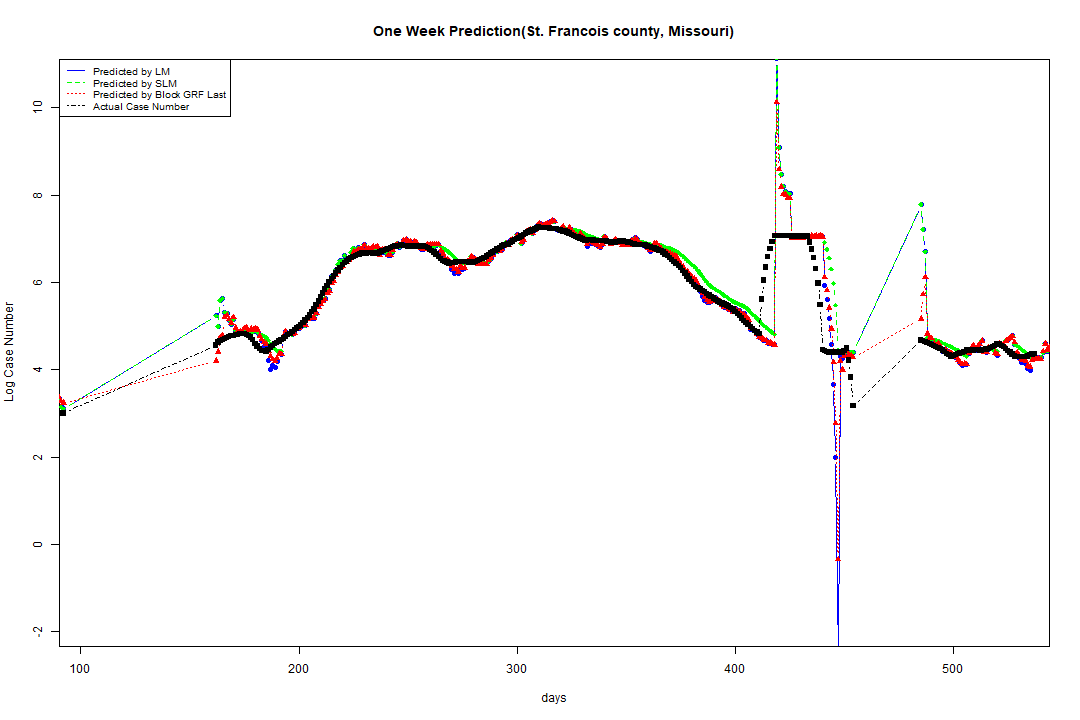 One Week Prediction(St. Francois county, Missouri)
Predicted by LM
Predicted by SLM
Predicted by Block GRF Last
Actual Case Number
Log Case Number
10
8
6
4
2
0
-2
100 200 300 400 500
days